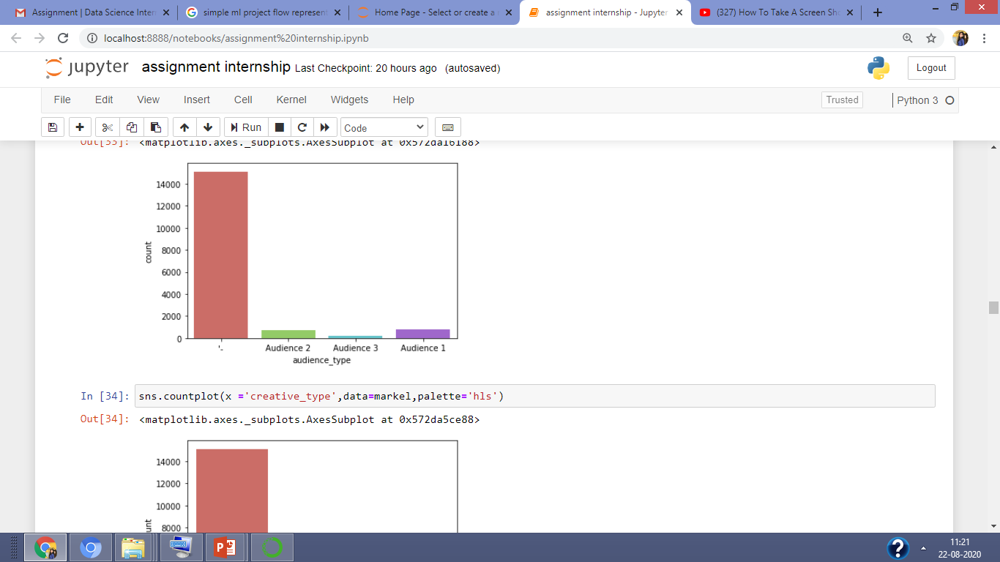 Assignment | Data Science Inter
simple ml project flow represent
Home Page - Select or create a
assignment internship - Jupyter
(327) How To Take A Screen Sh
localhost:8888/notebooks/assignment%20internship.ipynb
jupyter assignment internship Last Checkpoint: 20 hours ago (autosaved)
Logout
File Edit View Insert Cell Kernel Widgets Help
Trusted
Python 3
Run
Code
Out[33]: <matplotlib.axes._subplots.AxesSubplot at 0x572da16188>
14000
12000
10000
8000
6000
4000
2000
0
count
'- Audience 2 Audience 3 Audience 1
audience_type
In [34]: sns.countplot(x ='creative_type',data=markel,palette='hls')
Out[34]: <matplotlib.axes._subplots.AxesSubplot at 0x572da5ce88>
14000
12000
10000
8000
unt
11:21
22-08-2020